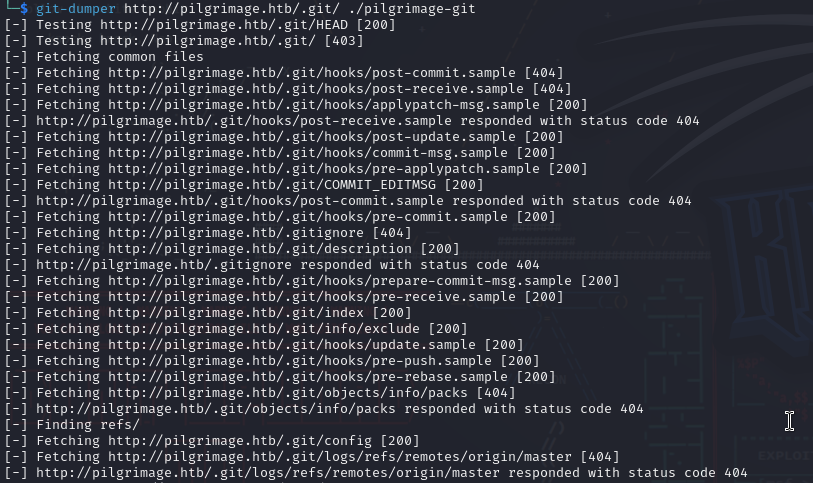 └─$ git-dumper http://pilgrimage.htb/.git/ ./pilgrimage-git
[-] Testing http://pilgrimage.htb/.git/HEAD [200]
[-] Testing http://pilgrimage.htb/.git/ [403]
[-] Fetching common files
[-] Fetching http://pilgrimage.htb/.git/hooks/post-commit.sample [404]
[-] Fetching http://pilgrimage.htb/.git/hooks/post-receive.sample [404]
[-] Fetching http://pilgrimage.htb/.git/hooks/applypatch-msg.sample [200]
[-] http://pilgrimage.htb/.git/hooks/post-receive.sample responded with status code 404
[-] Fetching http://pilgrimage.htb/.git/hooks/post-update.sample [200]
[-] Fetching http://pilgrimage.htb/.git/hooks/commit-msg.sample [200]
[-] Fetching http://pilgrimage.htb/.git/hooks/pre-applypatch.sample [200]
[-] Fetching http://pilgrimage.htb/.git/COMMIT_EDITMSG [200]
[-] http://pilgrimage.htb/.git/hooks/post-commit.sample responded with status code 404
[-] Fetching http://pilgrimage.htb/.git/hooks/pre-commit.sample [200]
[-] Fetching http://pilgrimage.htb/.gitignore [404]
[-] Fetching http://pilgrimage.htb/.git/description [200]
[-] http://pilgrimage.htb/.gitignore responded with status code 404
[-] Fetching http://pilgrimage.htb/.git/hooks/prepare-commit-msg.sample [200]
[-] Fetching http://pilgrimage.htb/.git/hooks/pre-receive.sample [200]
[-] Fetching http://pilgrimage.htb/.git/index [200]
[-] Fetching http://pilgrimage.htb/.git/info/exclude [200]
[-] Fetching http://pilgrimage.htb/.git/hooks/update.sample [200]
[-] Fetching http://pilgrimage.htb/.git/hooks/pre-push.sample [200]
[-] Fetching http://pilgrimage.htb/.git/hooks/pre-rebase.sample [200]
[-] Fetching http://pilgrimage.htb/.git/objects/info/packs [404]
[-] http://pilgrimage.htb/.git/objects/info/packs responded with status code 404
[-] Finding refs/
[-] Fetching http://pilgrimage.htb/.git/config [200]
[-] Fetching http://pilgrimage.htb/.git/logs/refs/remotes/origin/master [404]
[-] http://pilgrimage.htb/.git/logs/refs/remotes/origin/master responded with status code 404